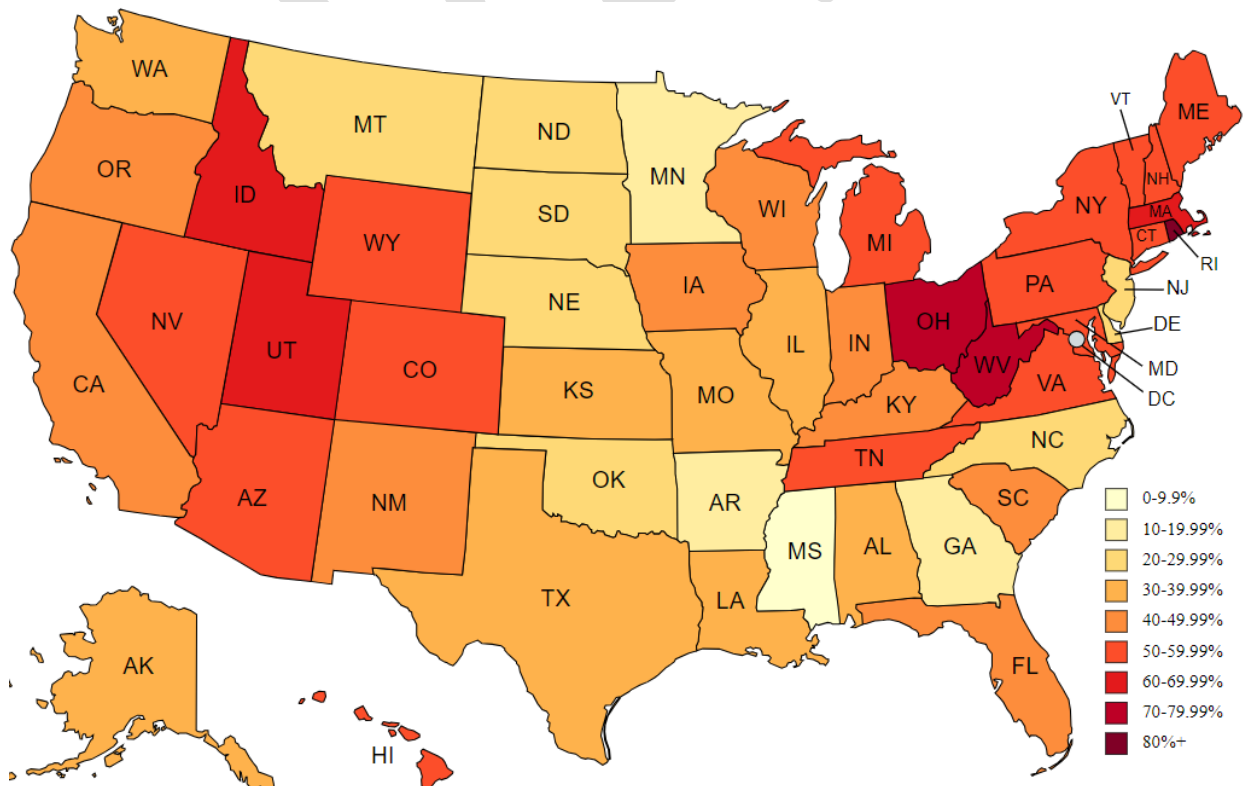 WA
MT
ND
MN
OR
ID
SD
WI
WY
MI
NY
VT
ME
NH
MA
CT
RI
NV
UT
CO
NE
IA
IL
IN
OH
PA
NJ
DE
MD
DC
WV
VA
CA
KS
MO
KY
AZ
NM
OK
AR
TN
NC
SC
MS
AL
GA
TX
LA
FL
AK
HI
0-9.9%
10-19.99%
20-29.99%
30-39.99%
40-49.99%
50-59.99%
60-69.99%
70-79.99%
80%+